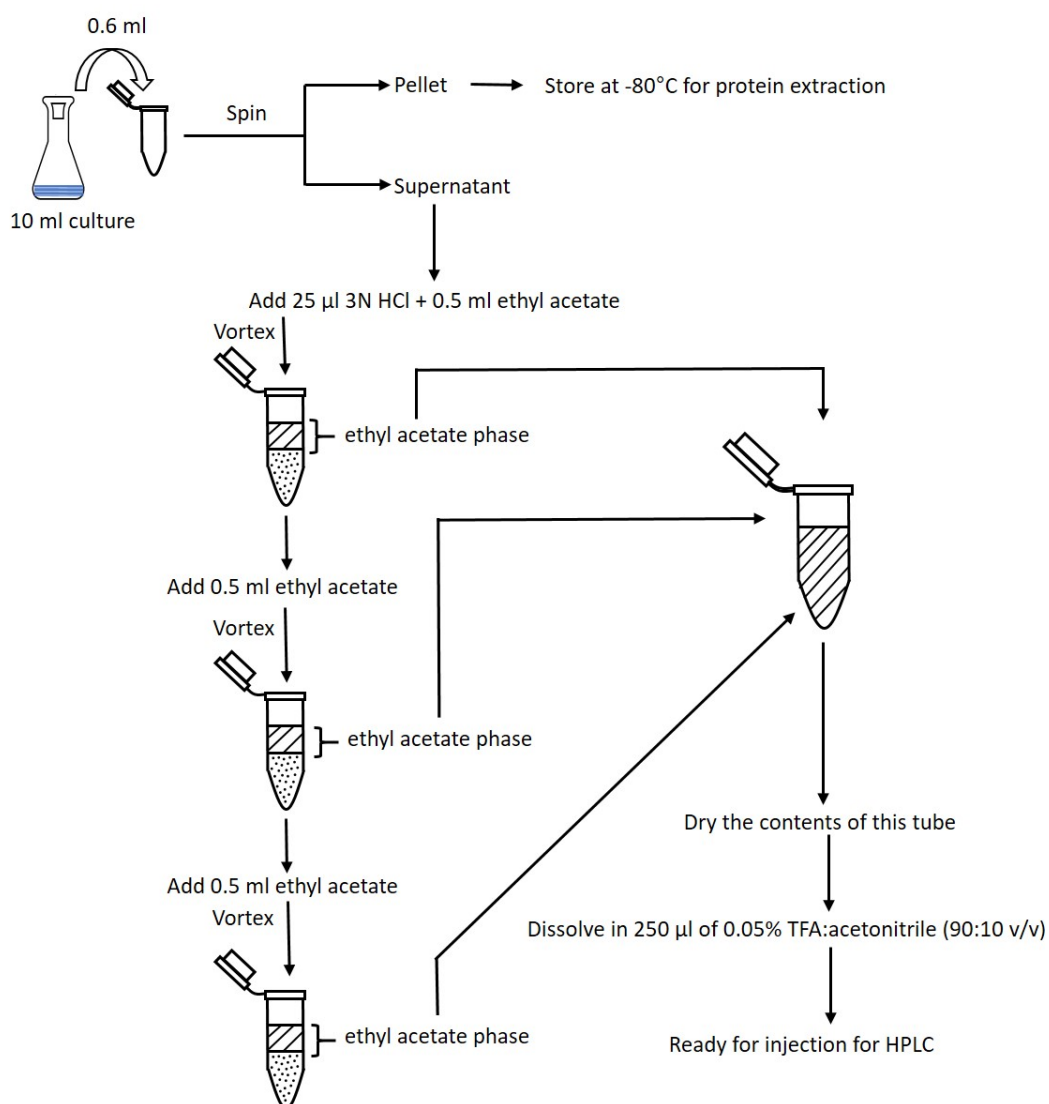 0.6 ml
Pellet
Store at -80°C for protein extraction
Spin
Supernatant
10 ml culture
Add 25 µl 3N HCl + 0.5 ml ethyl acetate
Vortex
ethyl acetate phase
Add 0.5 ml ethyl acetate
Vortex
ethyl acetate phase
Add 0.5 ml ethyl acetate
Vortex
ethyl acetate phase
Dry the contents of this tube
Dissolve in 250 µl of 0.05% TFA:acetonitrile (90:10 v/v)
Ready for injection for HPLC